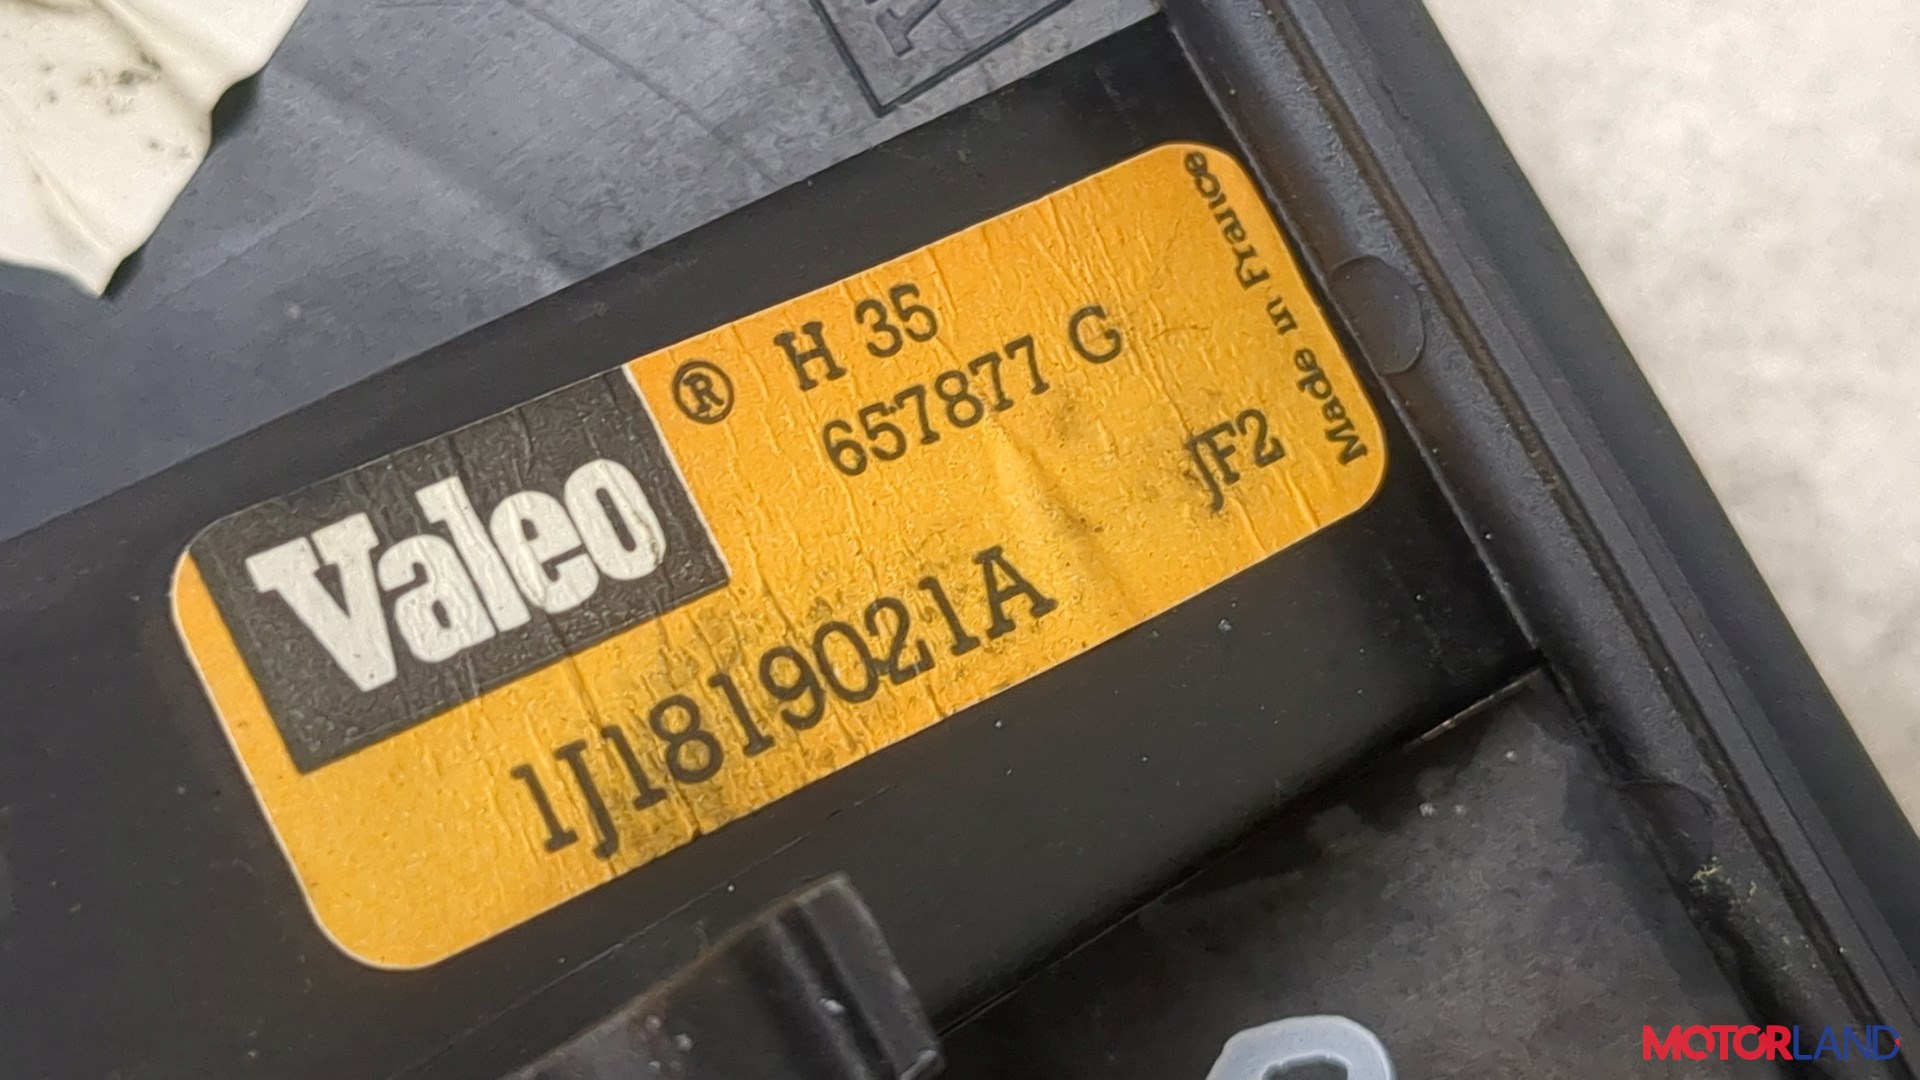 Valeo ®
H 35
657877 G
JF2
Made in France
1J1819021A
MOTORLAND